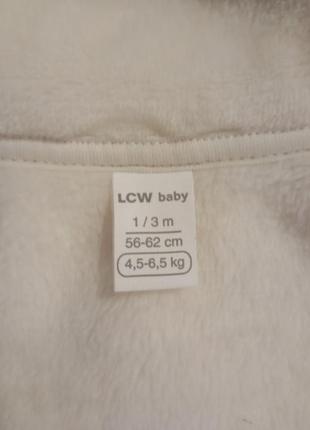 LCW baby
1 / 3 m
56-62 cm
4,5-6,5 kg